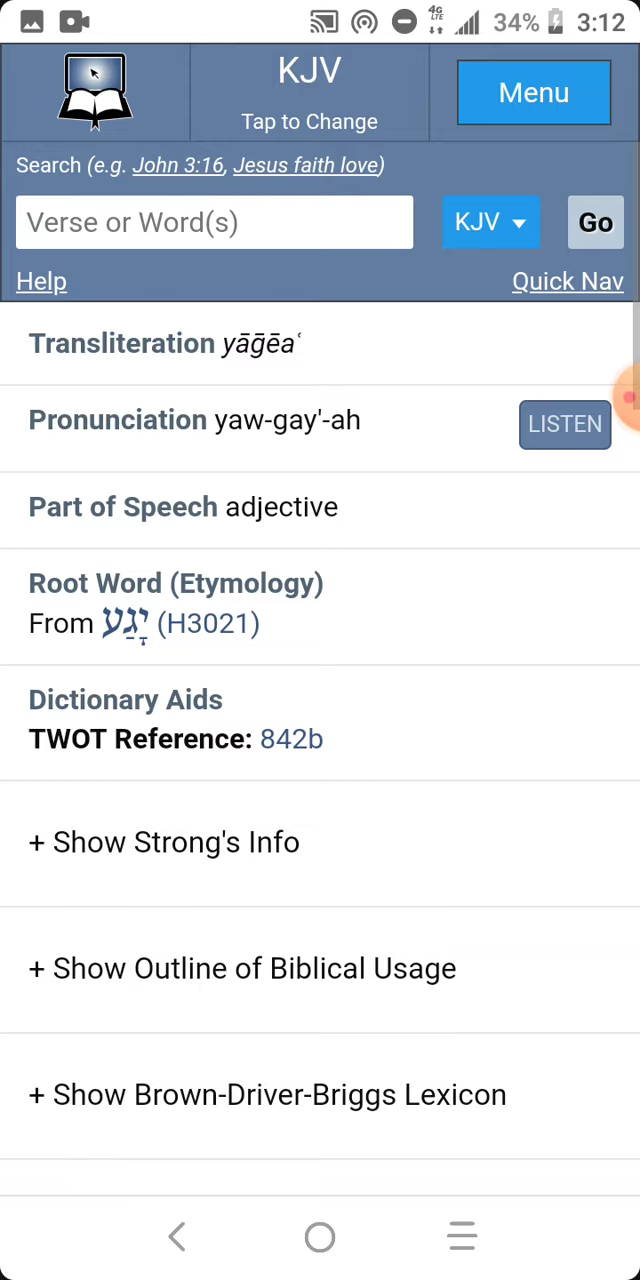 4G
LTE
34%
3:12
KJV
Tap to Change
Menu
Search (e.g. John 3:16, Jesus faith love)
Verse or Word(s)
KJV
Go
Help
Quick Nav
Transliteration yāḡēaʿ
Pronunciation yaw-gay'-ah
LISTEN
Part of Speech adjective
Root Word (Etymology)
From יָגַע (H3021)
Dictionary Aids
TWOT Reference: 842b
+ Show Strong's Info
+ Show Outline of Biblical Usage
+ Show Brown-Driver-Briggs Lexicon